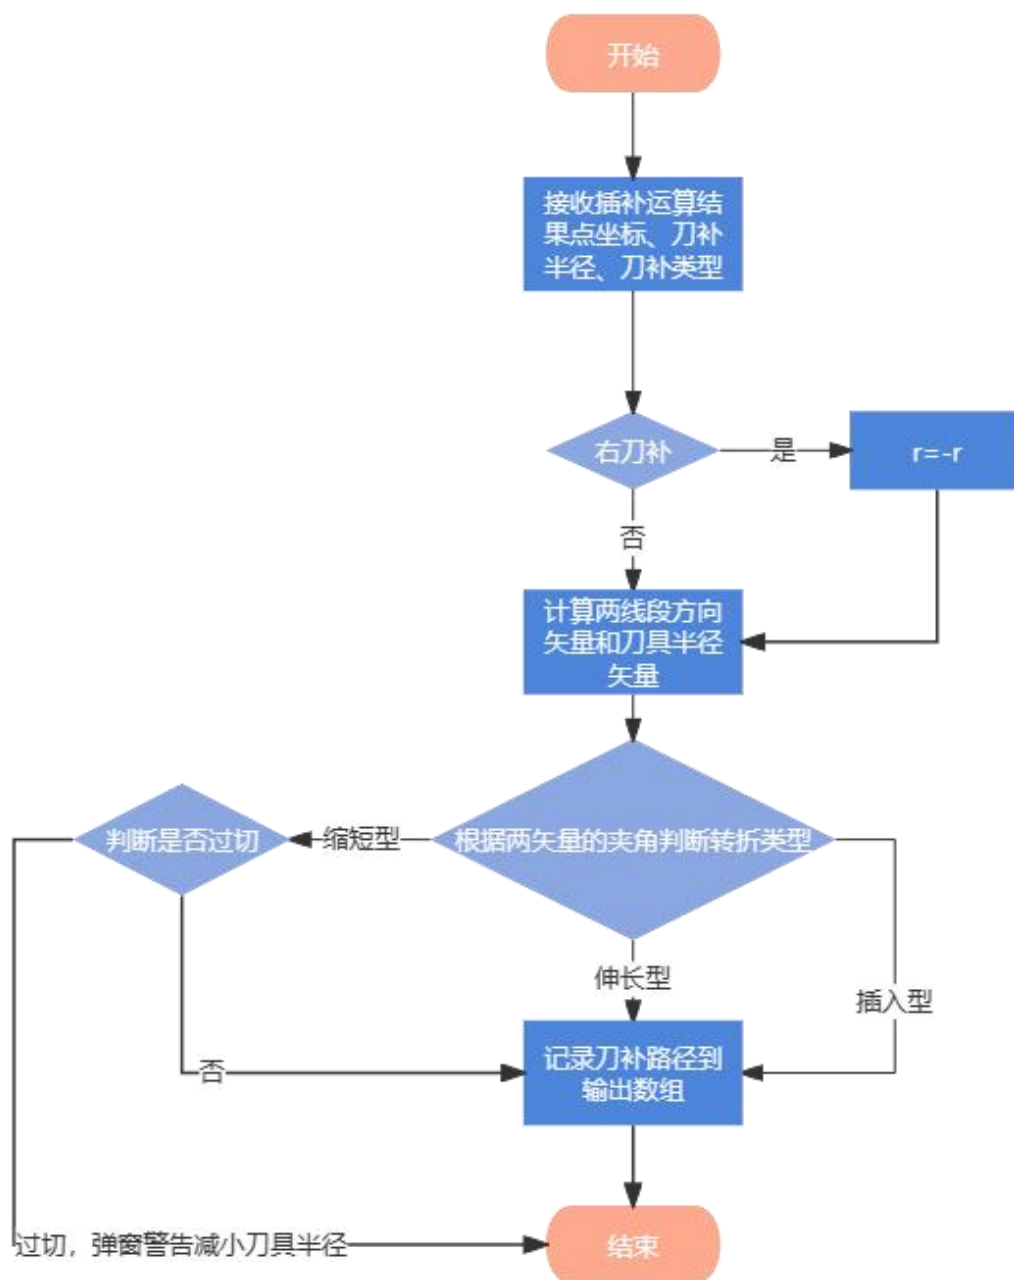 开始
接收插补运算结
果点坐标、刀补
半径、刀补类型
右刀补
是
r=-r
否
计算两线段方向
矢量和刀具半径
矢量
判断是否过切
缩短型
根据两矢量的夹角判断转折类型
伸长型
插入型
否
记录刀补路径到
输出数组
过切，弹窗警告减小刀具半径
结束